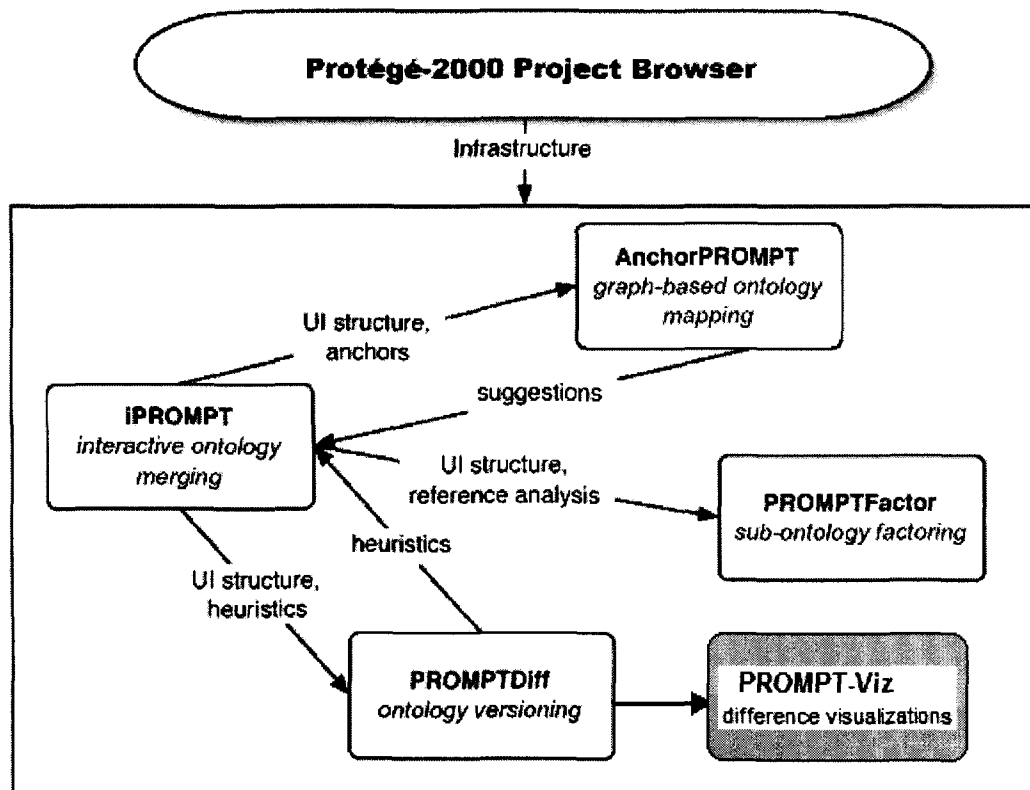 Protégé-2000 Project Browser
Infrastructure
AnchorPROMPT
graph-based ontology
mapping
UI structure,
anchors
suggestions
iPROMPT
interactive ontology
merging
UI structure,
reference analysis
PROMPTFactor
sub-ontology factoring
heuristics
UI structure,
heuristics
PROMPTDiff
ontology versioning
PROMPT-Viz
difference visualizations